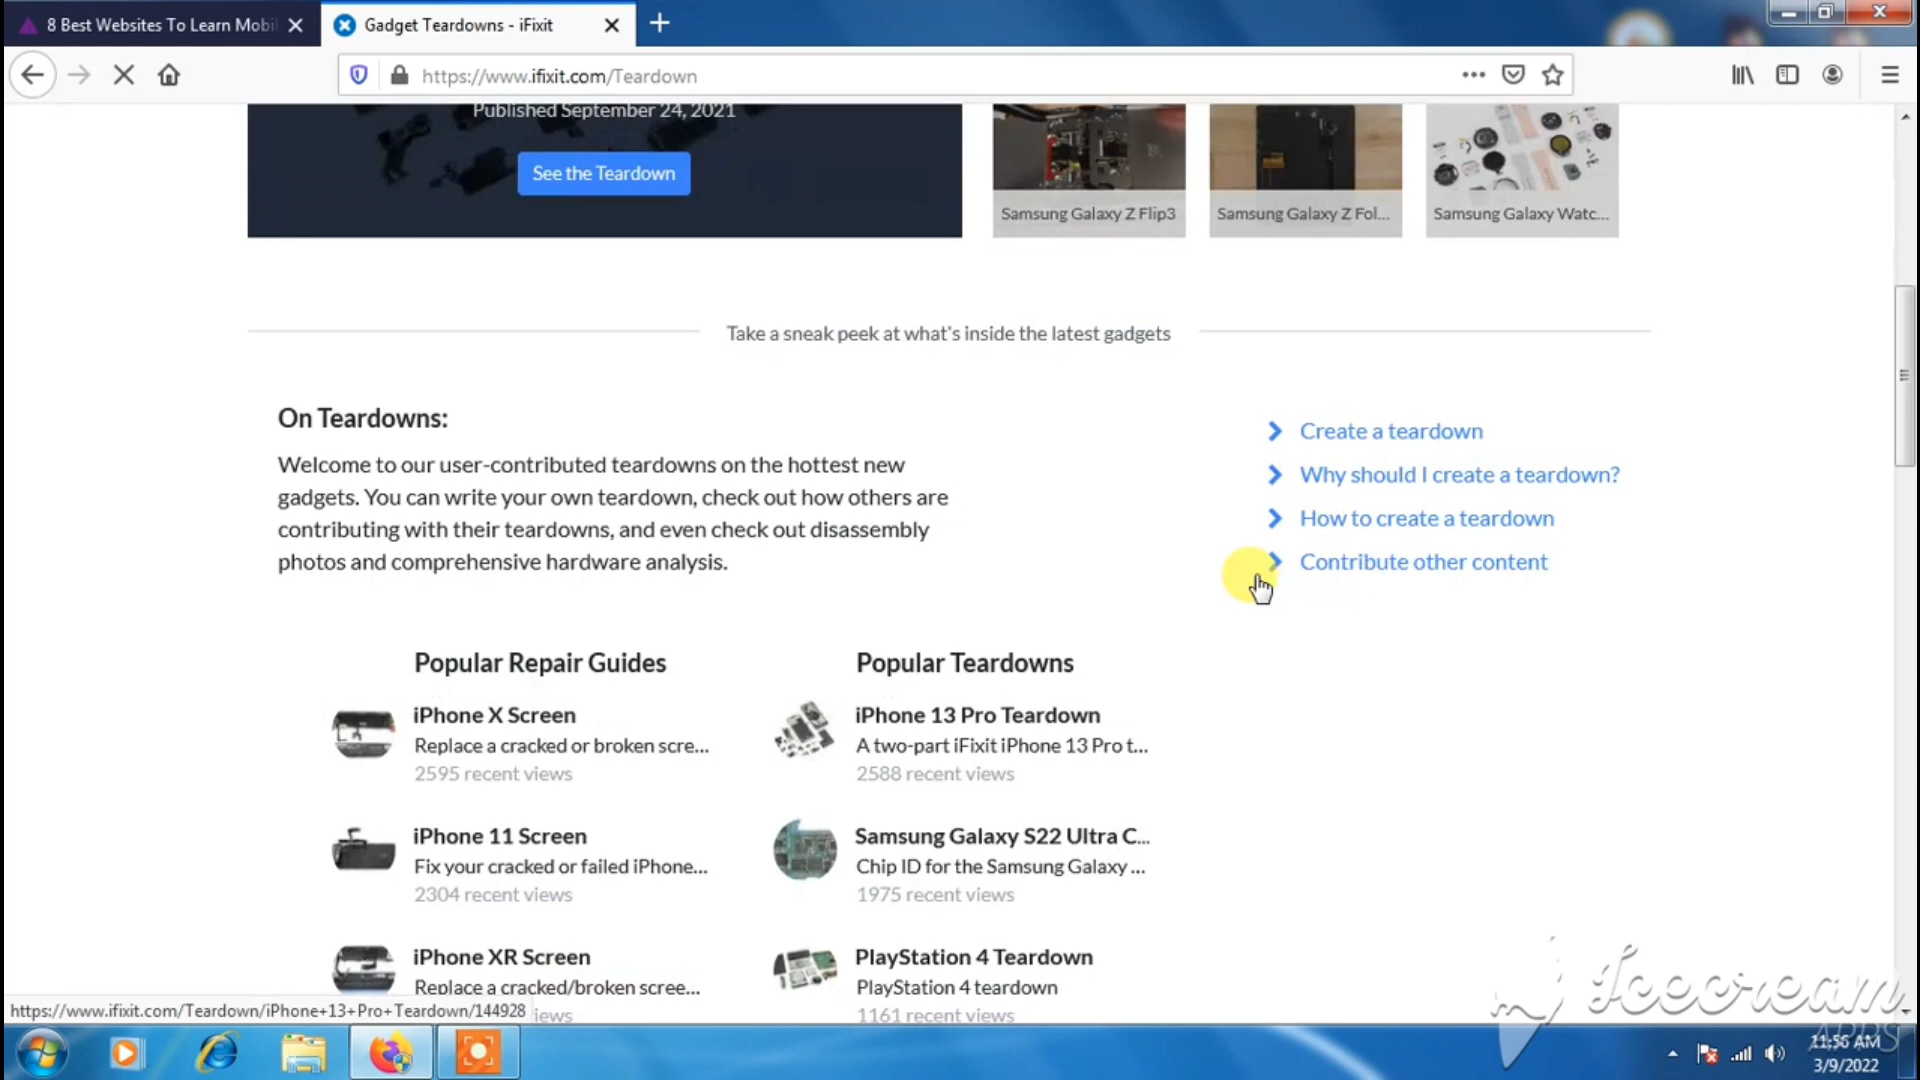 8 Best Websites To Learn Mobil
Gadget Teardowns - iFixit
https://www.ifixit.com/Teardown
Published September 24, 2021
See the Teardown
Samsung Galaxy Z Flip3
Samsung Galaxy Z Fol...
Samsung Galaxy Watc...
Take a sneak peek at what's inside the latest gadgets
On Teardowns:
Welcome to our user-contributed teardowns on the hottest new
gadgets. You can write your own teardown, check out how others are
contributing with their teardowns, and even check out disassembly
photos and comprehensive hardware analysis.
Create a teardown
Why should I create a teardown?
How to create a teardown
Contribute other content
Popular Repair Guides
iPhone X Screen
Replace a cracked or broken scre...
2595 recent views
iPhone 11 Screen
Fix your cracked or failed iPhone...
2304 recent views
iPhone XR Screen
Replace a cracked/broken scree...
iews
Popular Teardowns
iPhone 13 Pro Teardown
A two-part iFixit iPhone 13 Pro t...
2588 recent views
Samsung Galaxy S22 Ultra C...
Chip ID for the Samsung Galaxy ...
1975 recent views
PlayStation 4 Teardown
PlayStation 4 teardown
1161 recent views
https://www.ifixit.com/Teardown/iPhone+13+Pro+Teardown/144928
Icecream
APPS
11:56 AM
3/9/2022